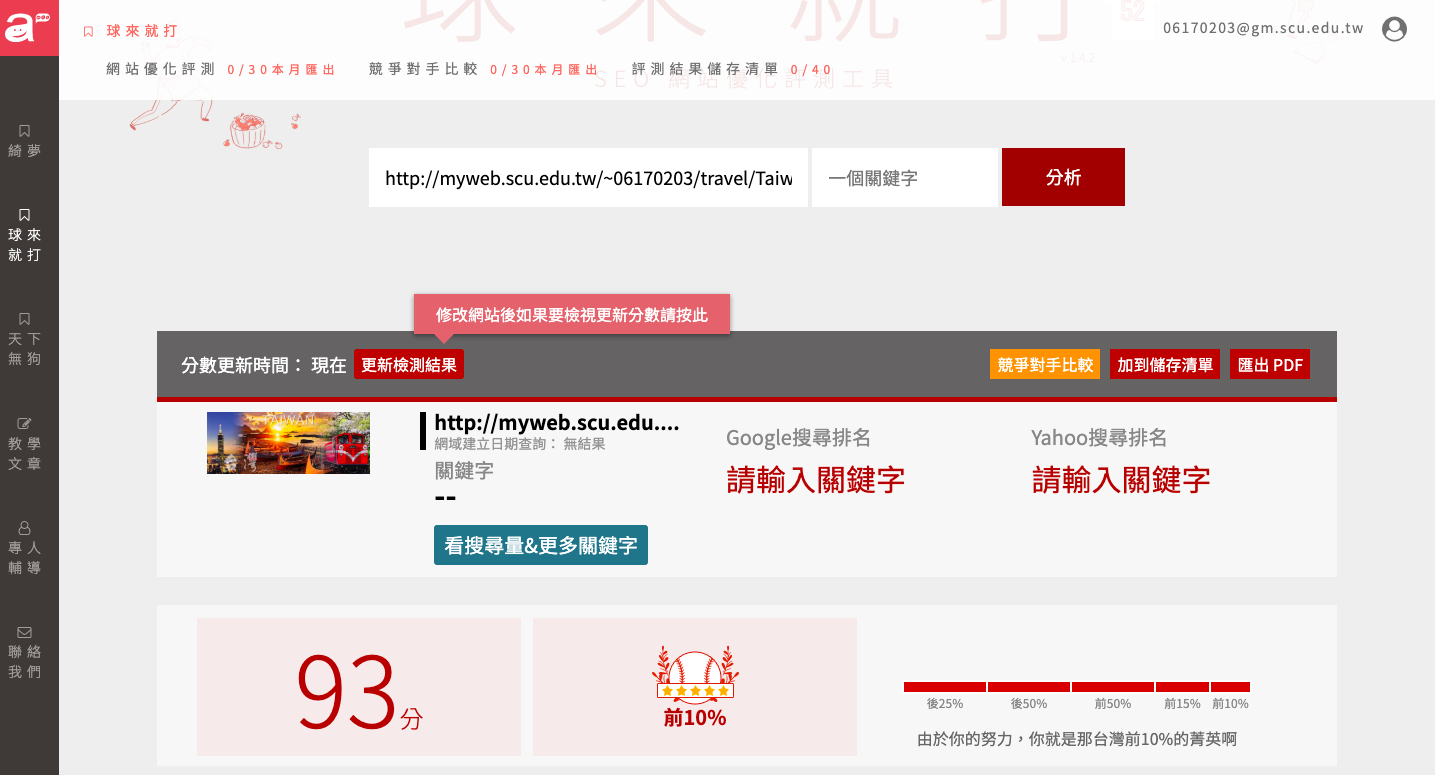 球來就打
06170203@gm.scu.edu.tw
網站優化評測 0/30本月匯出 競爭對手比較 0/30本月匯出 評測結果儲存清單 0/40
球來就打
52
v 1.4.2
SEO 網站優化評測工具
綺夢
球來
就打
天下
無狗
教學
文章
專人
輔導
聯絡
我們
http://myweb.scu.edu.tw/~06170203/travel/Taiw
一個關鍵字
分析
修改網站後如果要檢視更新分數請按此
分數更新時間： 現在 更新檢測結果
競爭對手比較 加到儲存清單 匯出 PDF
TAIWAN
臺灣
http://myweb.scu.edu....
網域建立日期查詢： 無結果
關鍵字
--
看搜尋量&更多關鍵字
Google搜尋排名
請輸入關鍵字
Yahoo搜尋排名
請輸入關鍵字
93分
前10%
後25% 後50% 前50% 前15% 前10%
由於你的努力，你就是那台灣前10%的菁英啊